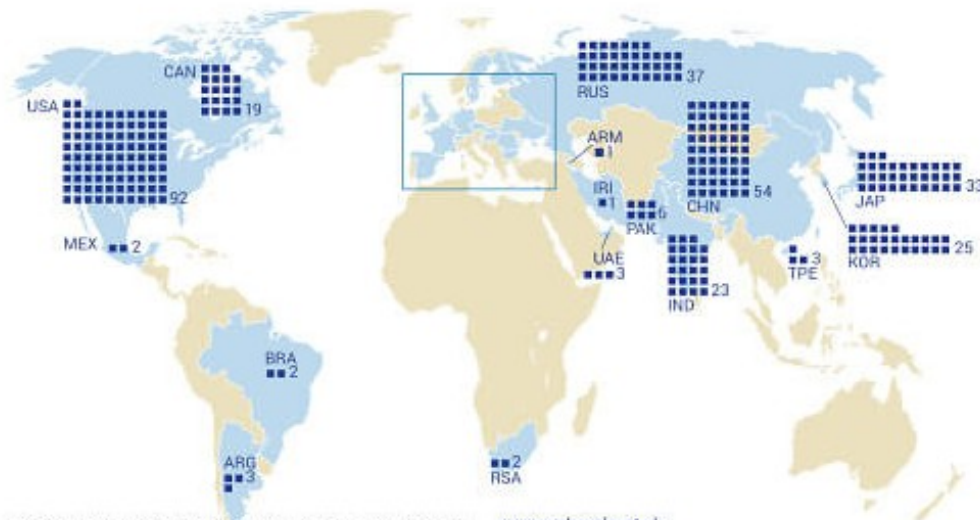 CAN
19
USA
92
MEX 2
BRA
2
ARG
3
RUS
37
ARM
1
IRI
1
PAK
6
UAE
3
CHN
54
IND
23
JAP
33
KOR
25
TPE
3
RSA
2